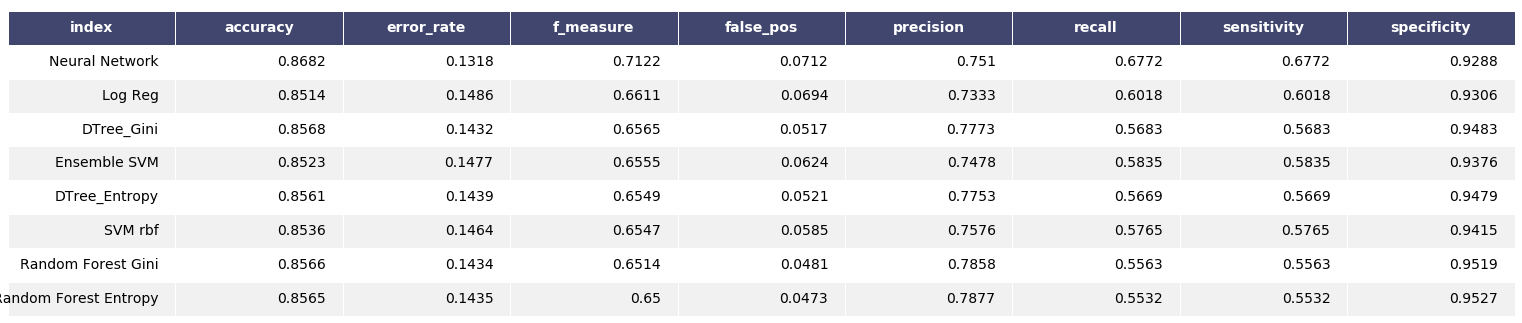 index accuracy error_rate f_measure false_pos precision recall sensitivity specificity
Neural Network 0.8682 0.1318 0.7122 0.0712 0.751 0.6772 0.6772 0.9288
Log Reg 0.8514 0.1486 0.6611 0.0694 0.7333 0.6018 0.6018 0.9306
DTree_Gini 0.8568 0.1432 0.6565 0.0517 0.7773 0.5683 0.5683 0.9483
Ensemble SVM 0.8523 0.1477 0.6555 0.0624 0.7478 0.5835 0.5835 0.9376
DTree_Entropy 0.8561 0.1439 0.6549 0.0521 0.7753 0.5669 0.5669 0.9479
SVM rbf 0.8536 0.1464 0.6547 0.0585 0.7576 0.5765 0.5765 0.9415
Random Forest Gini 0.8566 0.1434 0.6514 0.0481 0.7858 0.5563 0.5563 0.9519
Random Forest Entropy 0.8565 0.1435 0.65 0.0473 0.7877 0.5532 0.5532 0.9527